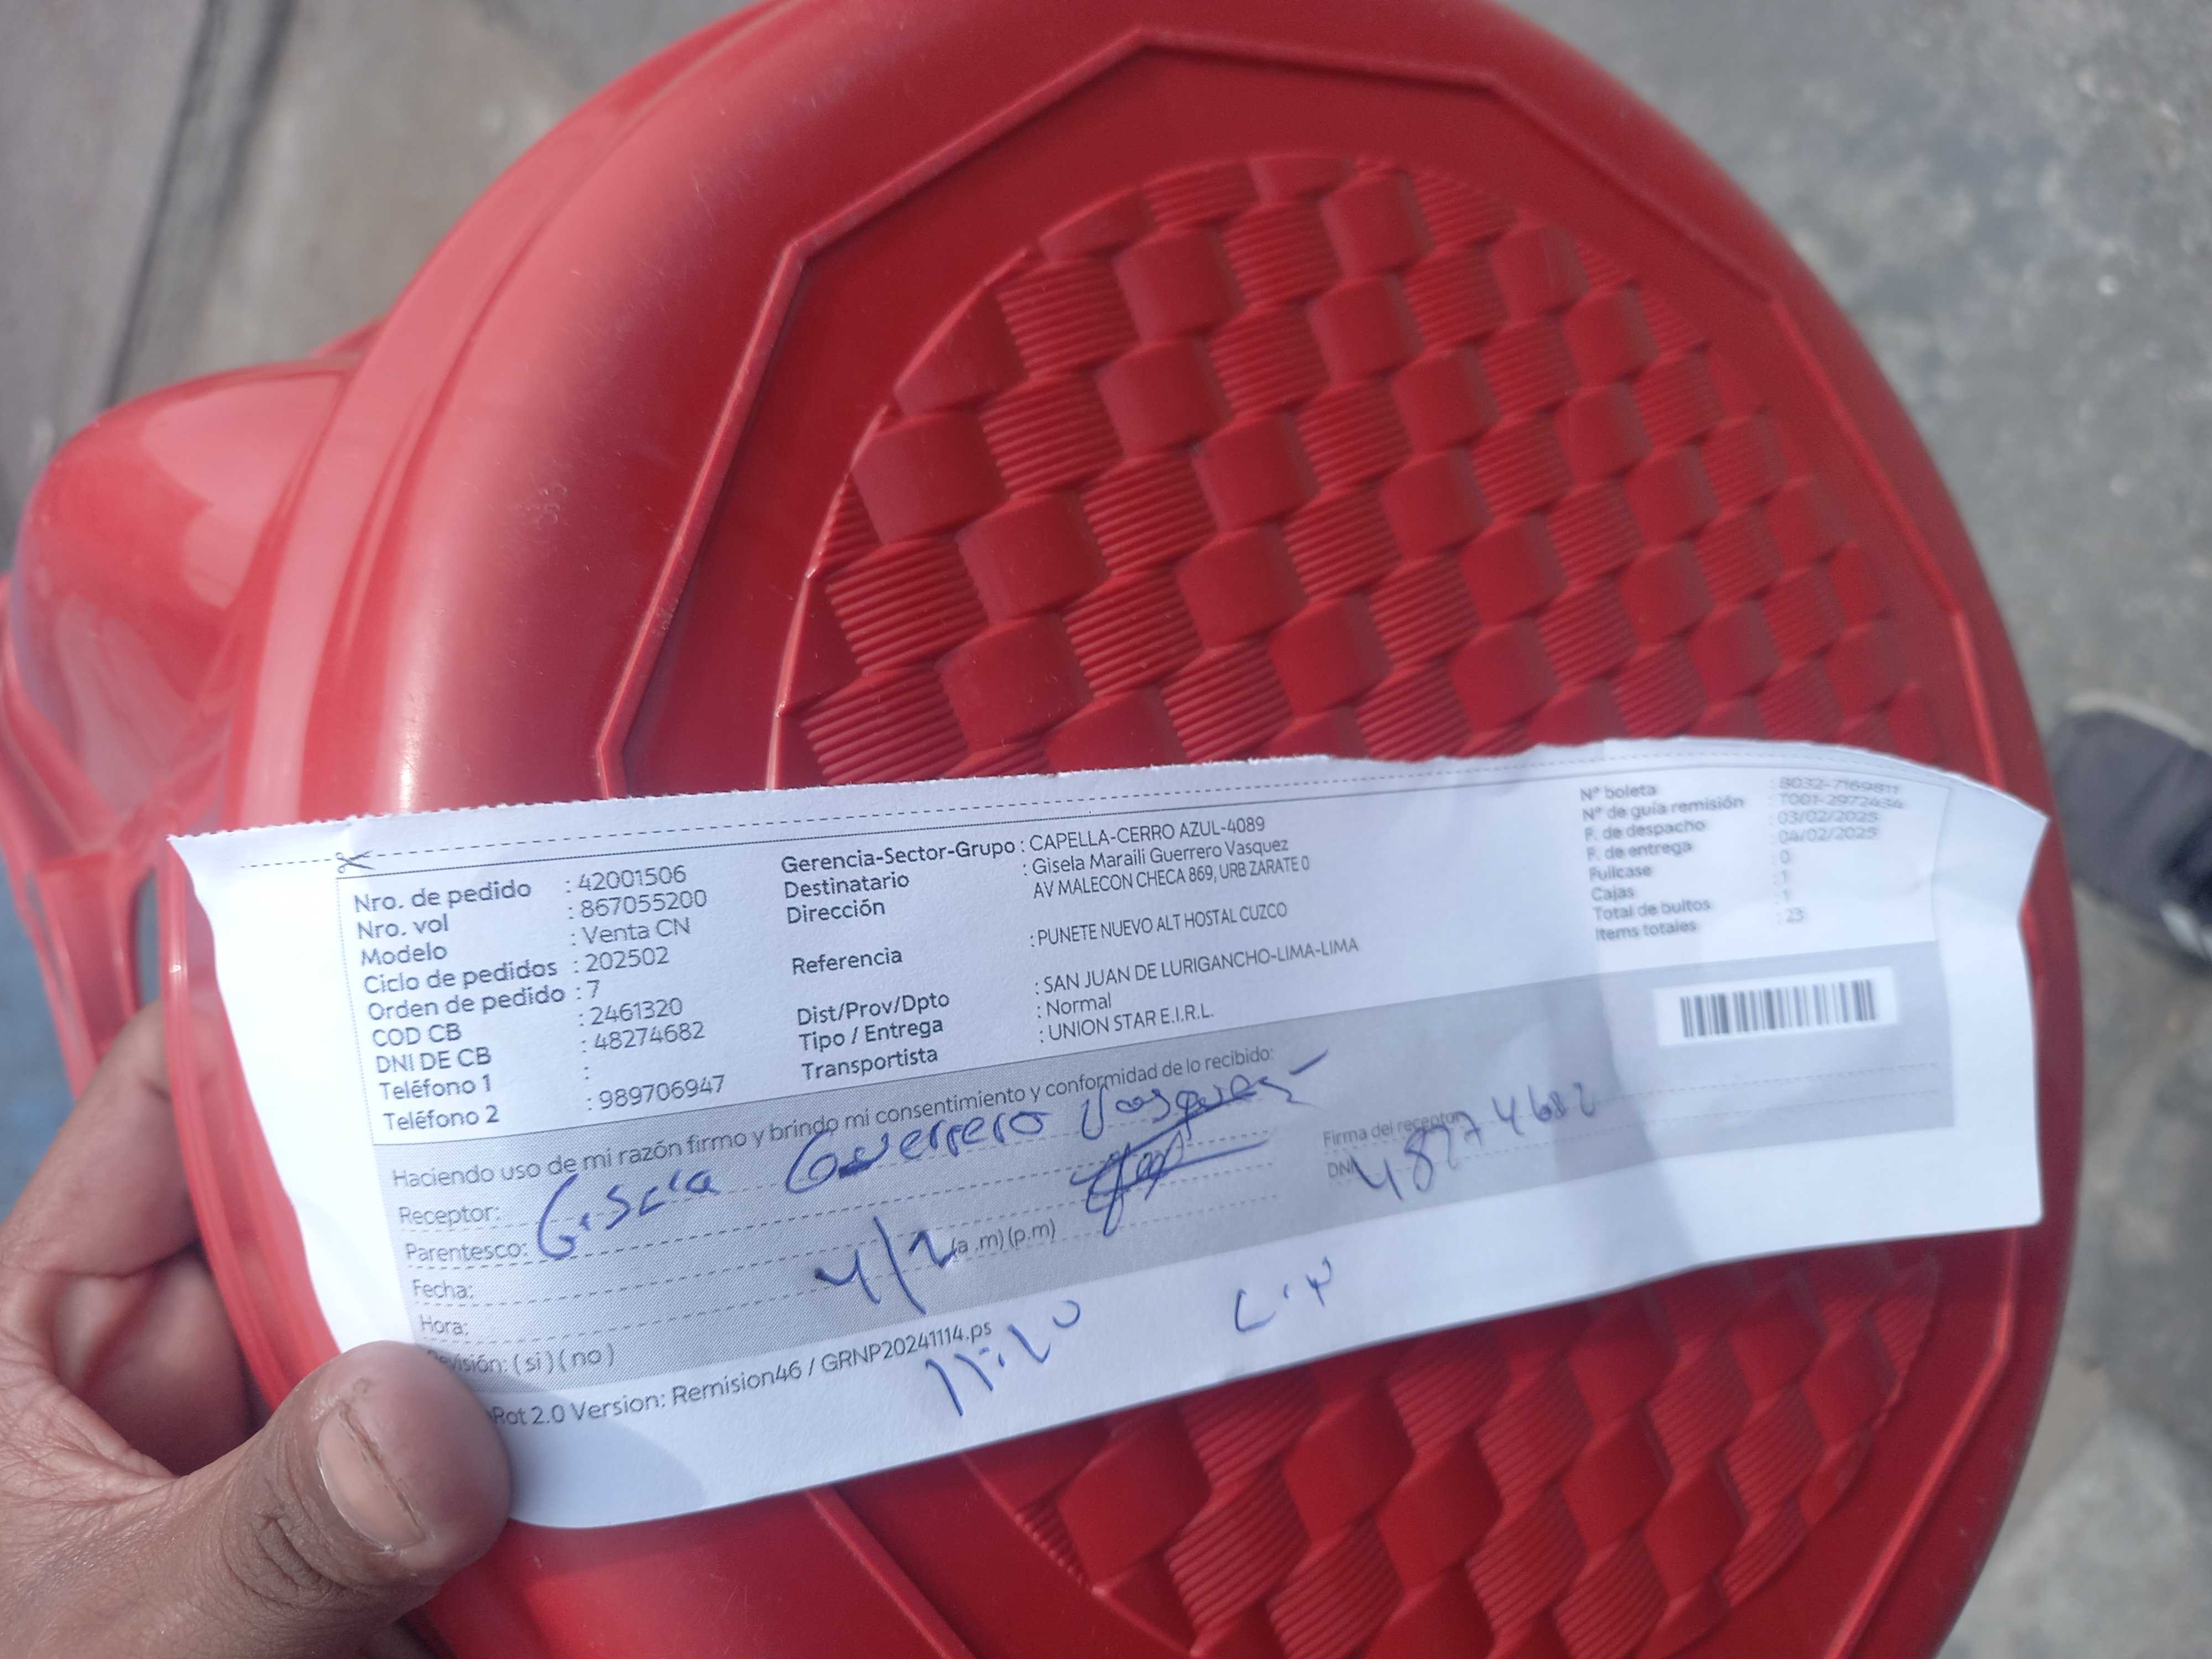 Nro. de pedido : 42001506
Nro. vol : 867055200
Modelo : Venta CN
Ciclo de pedidos : 202502
Orden de pedido : 7
COD CB : 2461320
DNI DE CB : 48274682
Teléfono 1 :
Teléfono 2 : 989706947
Gerencia-Sector-Grupo : CAPELLA-CERRO AZUL-4089
Destinatario : Gisela Maraili Guerrero Vasquez
Dirección AV MALECON CHECA 869, URB ZARATE 0
Referencia : PUNETE NUEVO ALT HOSTAL CUZCO
Dist/Prov/Dpto : SAN JUAN DE LURIGANCHO-LIMA-LIMA
Tipo / Entrega : Normal
Transportista : UNION STAR E.I.R.L.
Nº boleta : B032-7169811
Nº de guía remisión : T001-2972434
F. de despacho : 03/02/2025
F. de entrega : 04/02/2025
Fullcase : 0
Cajas : 1
Total de bultos : 1
Items totales : 23
Haciendo uso de mi razón firmo y brindo mi consentimiento y conformidad de lo recibido:
Receptor: Guerrero Vasquez
Parentesco:
Fecha: 4/2
Hora: (a .m) (p.m)
Revisión: ( si ) ( no )
Firma del receptor
DNI 48274682
Rot 2.0 Version: Remision46 / GRNP20241114.ps
11:20